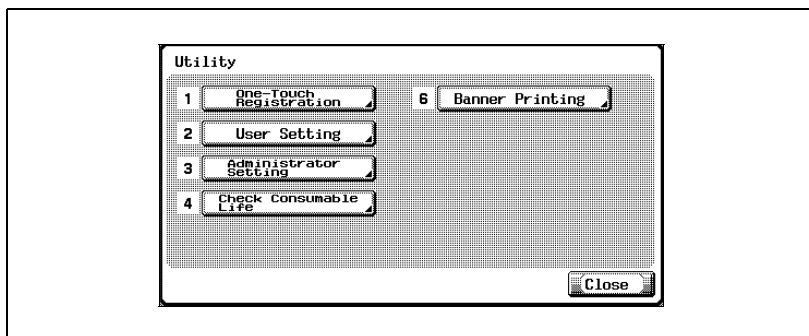 Utility
1 One-Touch
Registration
2 User Setting
3 Administrator
Setting
4 Check Consumable
Life
6 Banner Printing
Close